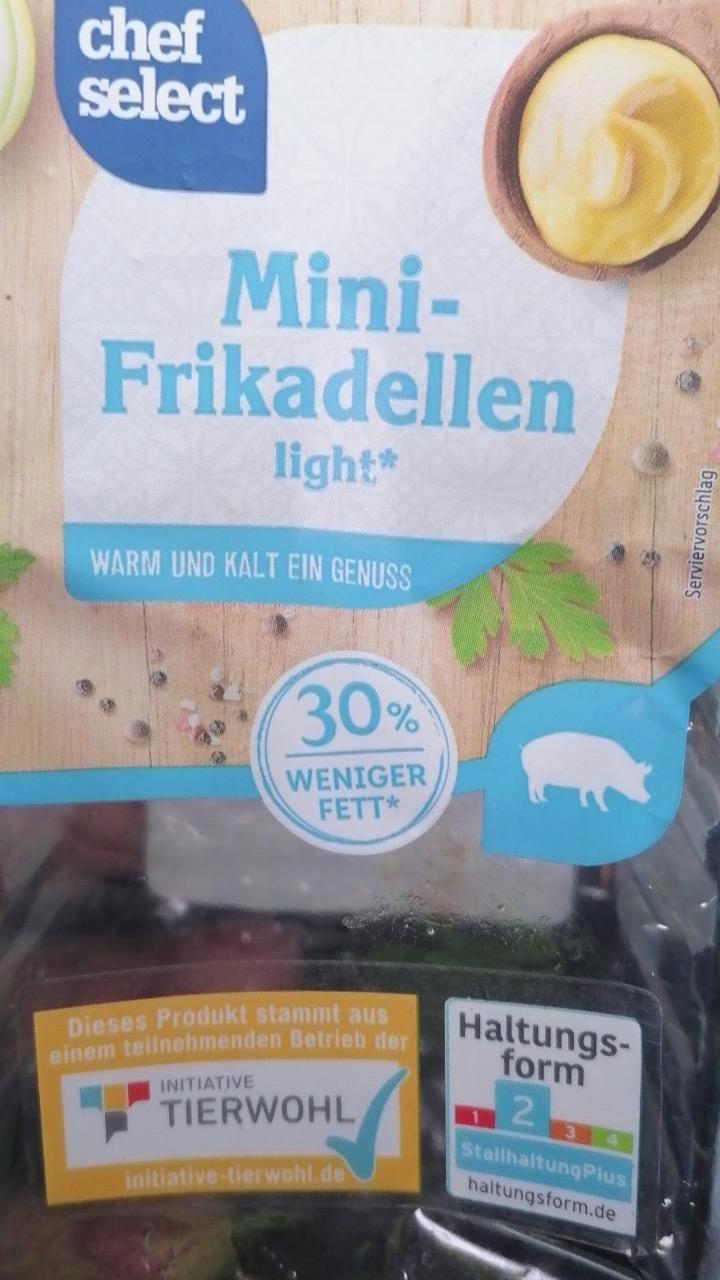 chef
select
Mini-
Frikadellen
light*
WARM UND KALT EIN GENUSS
Serviervorschlag
30%
WENIGER
FETT*
Dieses Produkt stammt aus
einem teilnehmenden Betrieb der
INITIATIVE
TIERWOHL
initiative-tierwohl.de
Haltungs-
form
1 2 3 4
StallhaltungPlus
haltungsform.de